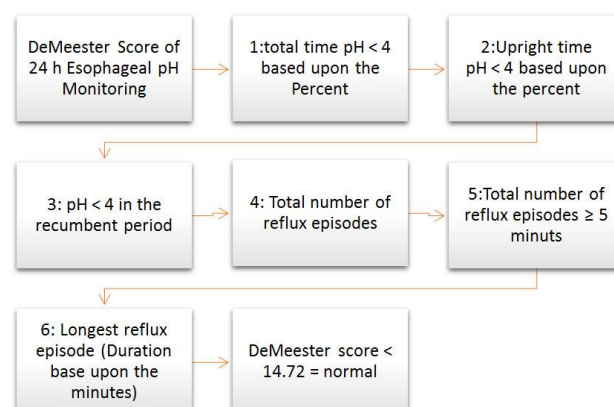 DeMeester Score of
24 h Esophageal pH
Monitoring
1:total time pH < 4
based upon the
Percent
2:Upright time
pH < 4 based upon
the percent
3: pH < 4 in the
recumbent period
4: Total number of
reflux episodes
5:Total number of
reflux episodes ≥ 5
minuts
6: Longest reflux
episode (Duration
base upon the
minutes)
DeMeester score <
14.72 = normal